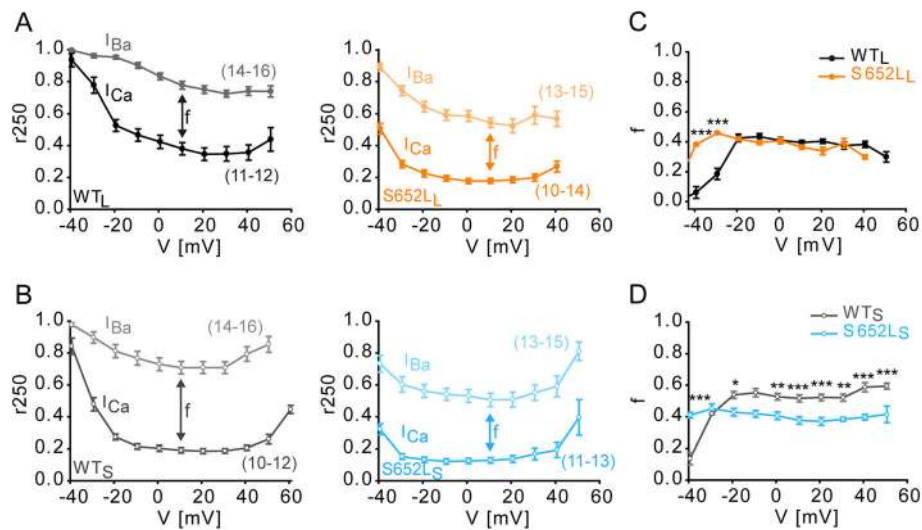 A
1.0
0.8
0.6
0.4
0.2
0.0
r250
IBa
(14-16)
ICa
f
(11-12)
WTL
-40 -20 0 20 40 60
V [mV]
1.0
0.8
0.6
0.4
0.2
0.0
r250
IBa
(13-15)
ICa
f
S652LL
(10-14)
-40 -20 0 20 40 60
V [mV]
C
WTL
S652LL
1.0
0.8
0.6
0.4
0.2
0.0
f
*** ***
-40 -20 0 20 40 60
V [mV]
B
1.0
0.8
0.6
0.4
0.2
0.0
r250
IBa
(14-16)
ICa
f
WTS
(10-12)
-40 -20 0 20 40 60
V [mV]
1.0
0.8
0.6
0.4
0.2
0.0
r250
IBa
(13-15)
ICa
f
S652LS
(11-13)
-40 -20 0 20 40 60
V [mV]
D
WTS
S652LS
1.0
0.8
0.6
0.4
0.2
0.0
f
*** * ** *** *** ** *** ***
-40 -20 0 20 40 60
V [mV]